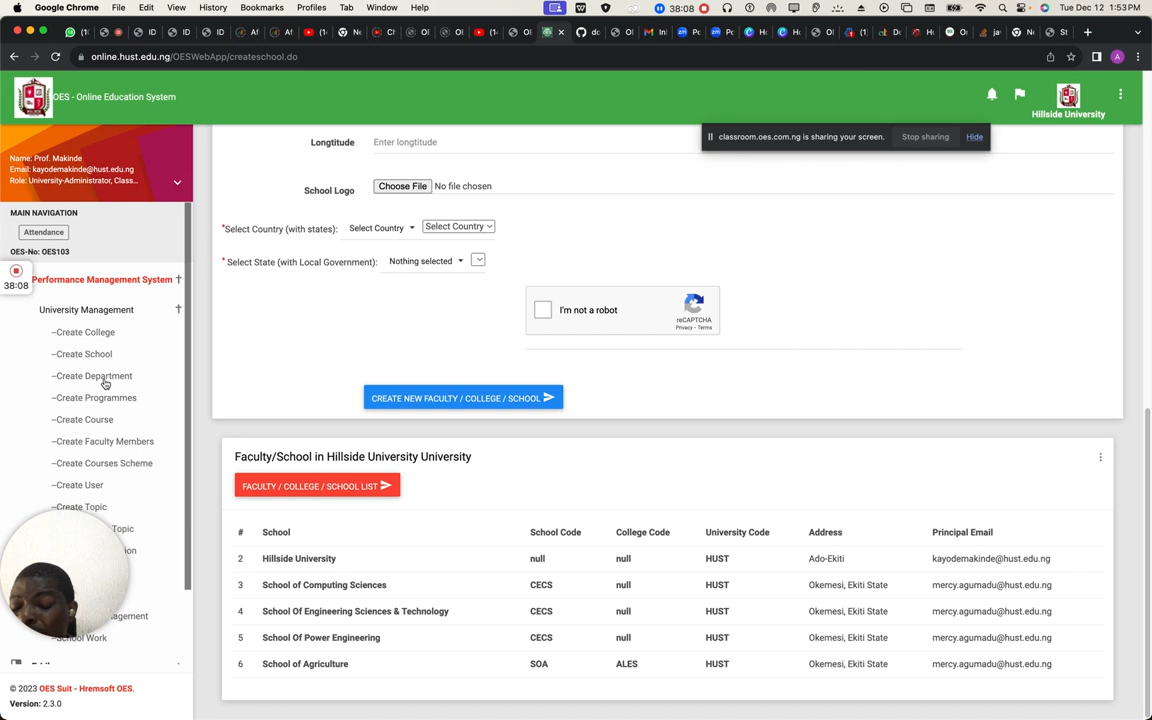 Google Chrome File Edit View History Bookmarks Profiles Tab Window Help 38:08 Tue Dec 12 1:53 PM
online.hust.edu.ng/OESWebApp/createschool.do
OES - Online Education System
Hillside University
classroom.oes.com.ng is sharing your screen. Stop sharing Hide
Name: Prof. Makinde
Email: kayodemakinde@hust.edu.ng
Role: University-Administrator, Class...
MAIN NAVIGATION
Attendance
OES-No: OES103
38:08
Performance Management System
University Management
--Create College
--Create School
--Create Department
--Create Programmes
--Create Course
--Create Faculty Members
--Create Courses Scheme
--Create User
--Create Topic
Topic
School Work
© 2023 OES Suit - Hremsoft OES.
Version: 2.3.0
Longtitude Enter longtitude
School Logo Choose File No file chosen
*Select Country (with states): Select Country Select Country
* Select State (with Local Government): Nothing selected
I'm not a robot
reCAPTCHA
Privacy - Terms
CREATE NEW FACULTY / COLLEGE / SCHOOL
Faculty/School in Hillside University University
FACULTY / COLLEGE / SCHOOL LIST
# School School Code College Code University Code Address Principal Email
2 Hillside University null null HUST Ado-Ekiti kayodemakinde@hust.edu.ng
3 School of Computing Sciences CECS null HUST Okemesi, Ekiti State mercy.agumadu@hust.edu.ng
4 School Of Engineering Sciences & Technology CECS null HUST Okemesi, Ekiti State mercy.agumadu@hust.edu.ng
5 School Of Power Engineering CECS null HUST Okemesi, Ekiti State mercy.agumadu@hust.edu.ng
6 School of Agriculture SOA ALES HUST Okemesi, Ekiti State mercy.agumadu@hust.edu.ng